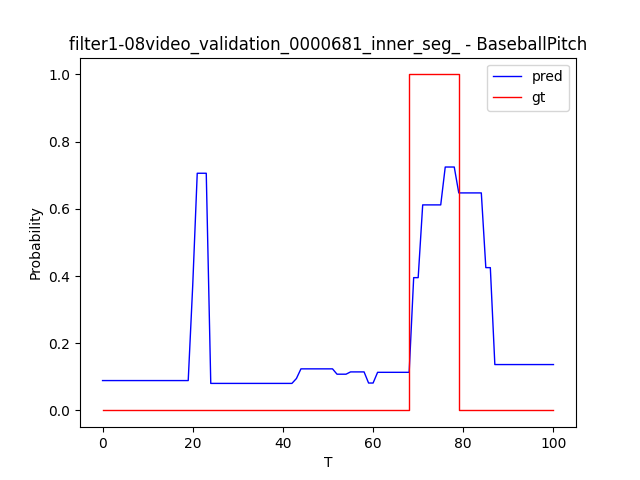 filter1-08video_validation_0000681_inner_seg_ - BaseballPitch
pred
gt
1.0
0.8
0.6
0.4
0.2
0.0
Probability
0
20
40
60
80
100
T